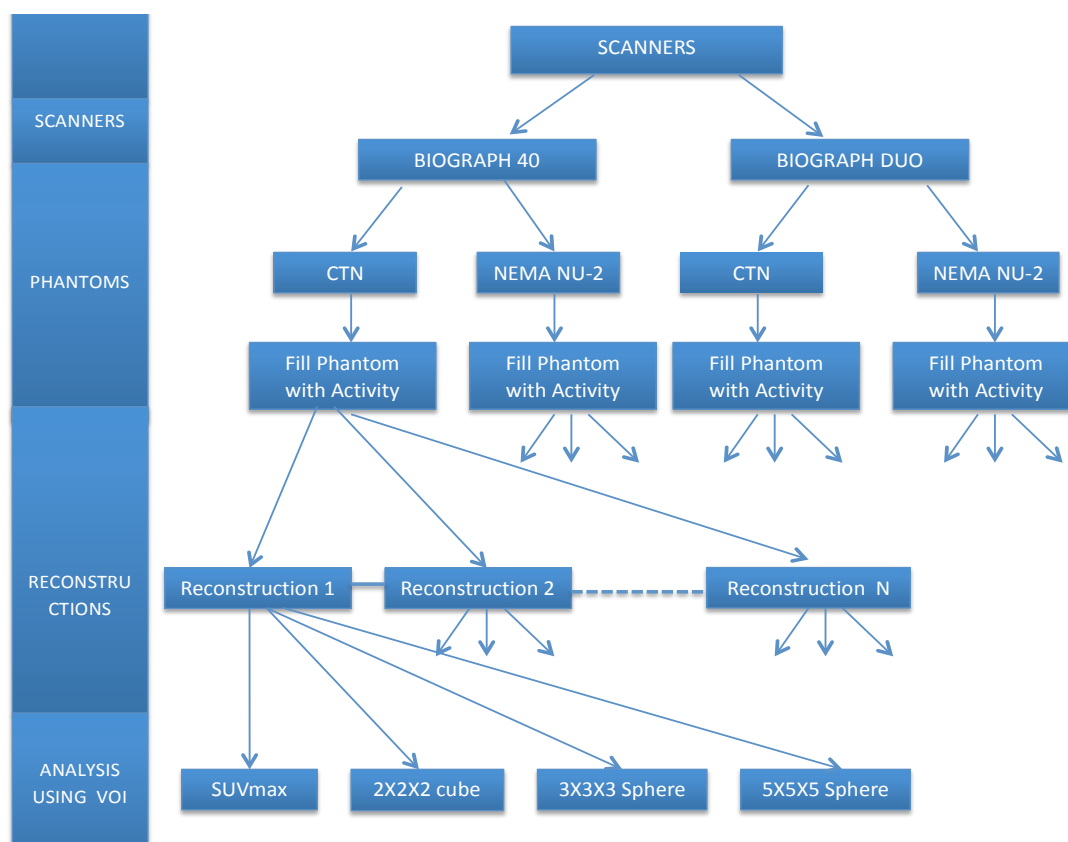 SCANNERS
SCANNERS
BIOGRAPH 40
BIOGRAPH DUO
PHANTOMS
CTN
NEMA NU-2
CTN
NEMA NU-2
Fill Phantom
with Activity
Fill Phantom
with Activity
Fill Phantom
with Activity
Fill Phantom
with Activity
RECONSTRU
CTIONS
Reconstruction 1
Reconstruction 2
Reconstruction N
ANALYSIS
USING VOI
SUVmax
2X2X2 cube
3X3X3 Sphere
5X5X5 Sphere